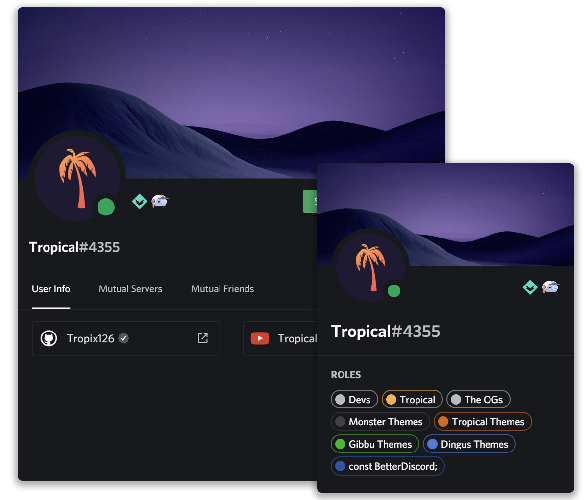 Tropical#4355
User Info Mutual Servers Mutual Friends
Tropix126 Tropical
Tropical#4355
ROLES
Devs Tropical The OGs
Monster Themes Tropical Themes
Gibbu Themes Dingus Themes
const BetterDiscord;